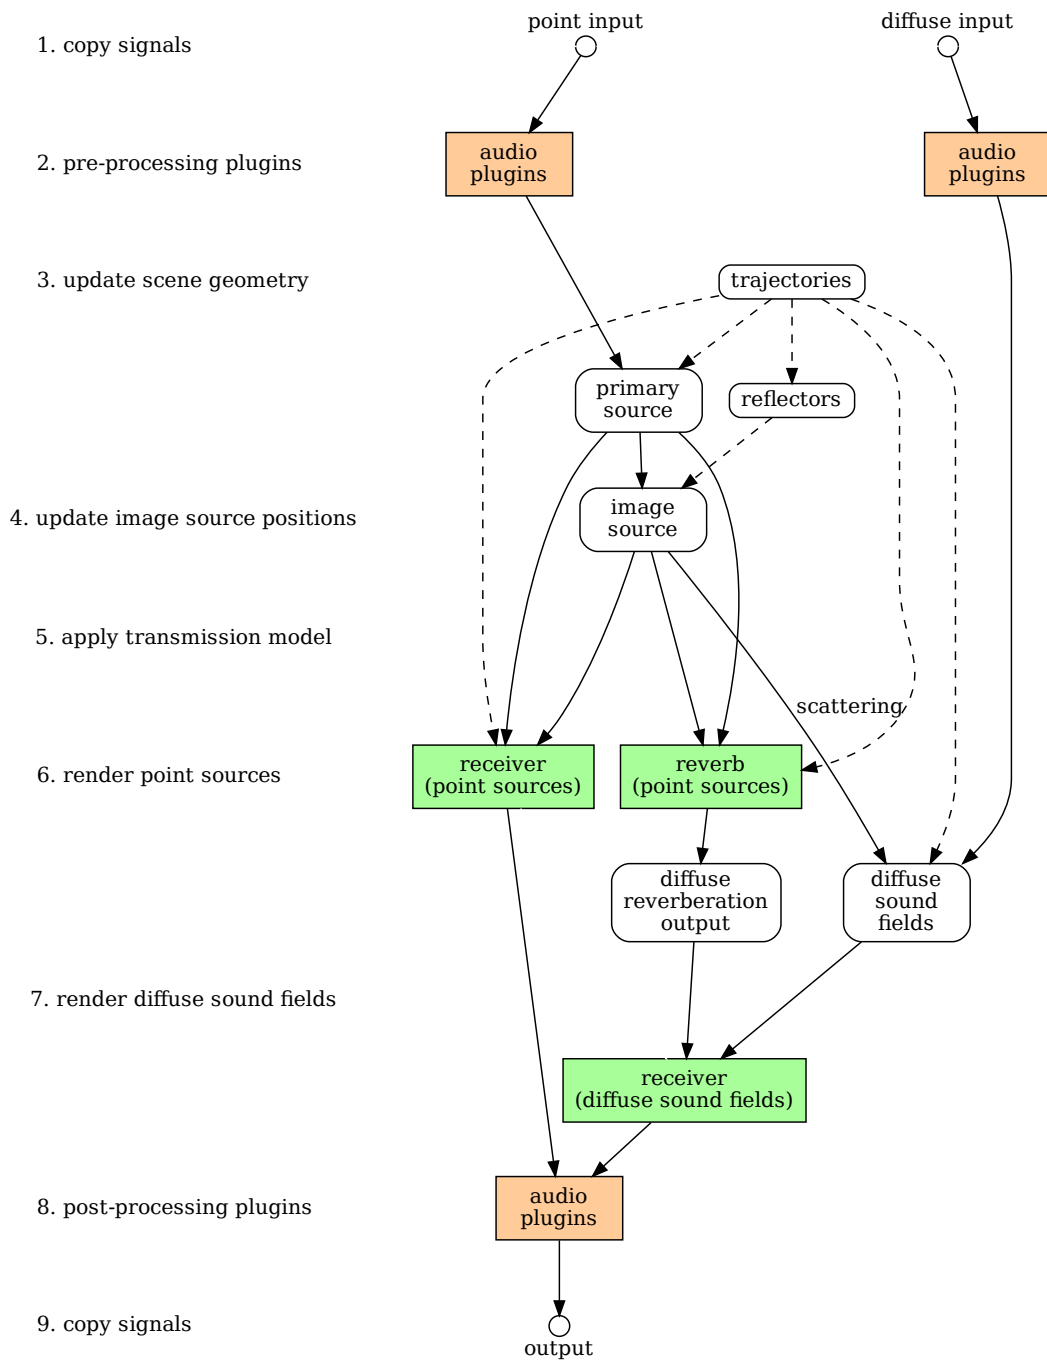 point input
diffuse input
1. copy signals
audio
plugins
audio
plugins
2. pre-processing plugins
3. update scene geometry
trajectories
primary
source
reflectors
4. update image source positions
image
source
5. apply transmission model
scattering
6. render point sources
receiver
(point sources)
reverb
(point sources)
diffuse
reverberation
output
diffuse
sound
fields
7. render diffuse sound fields
receiver
(diffuse sound fields)
8. post-processing plugins
audio
plugins
9. copy signals
output